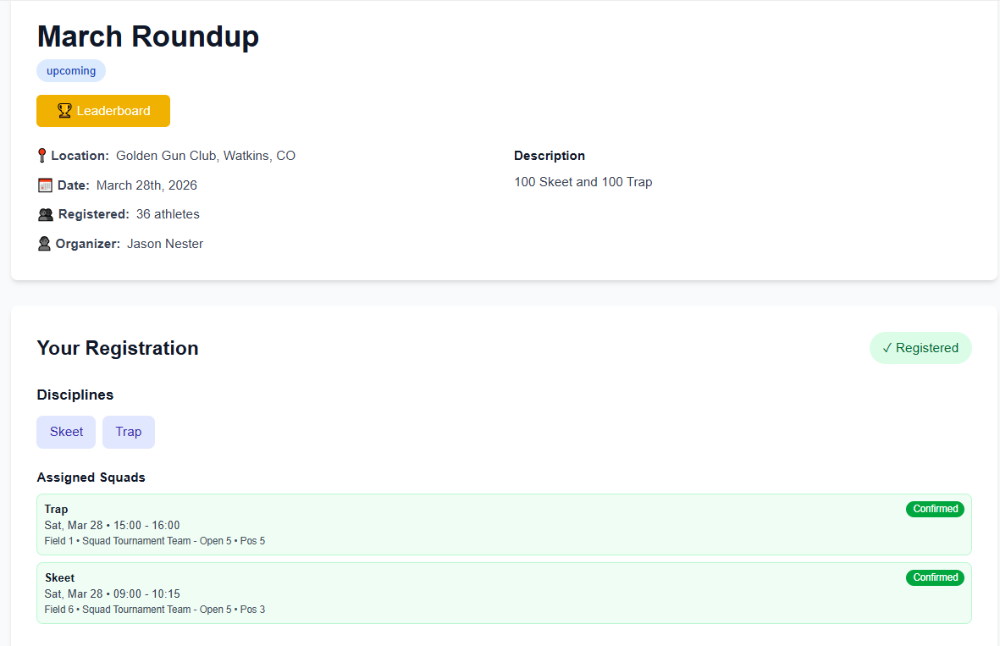 March Roundup
upcoming
Leaderboard
Location: Golden Gun Club, Watkins, CO
Date: March 28th, 2026
Registered: 36 athletes
Organizer: Jason Nester
Description
100 Skeet and 100 Trap
Your Registration
✓ Registered
Disciplines
Skeet
Trap
Assigned Squads
Trap
Confirmed
Sat, Mar 28 • 15:00 - 16:00
Field 1 • Squad Tournament Team - Open 5 • Pos 5
Skeet
Confirmed
Sat, Mar 28 • 09:00 - 10:15
Field 6 • Squad Tournament Team - Open 5 • Pos 3